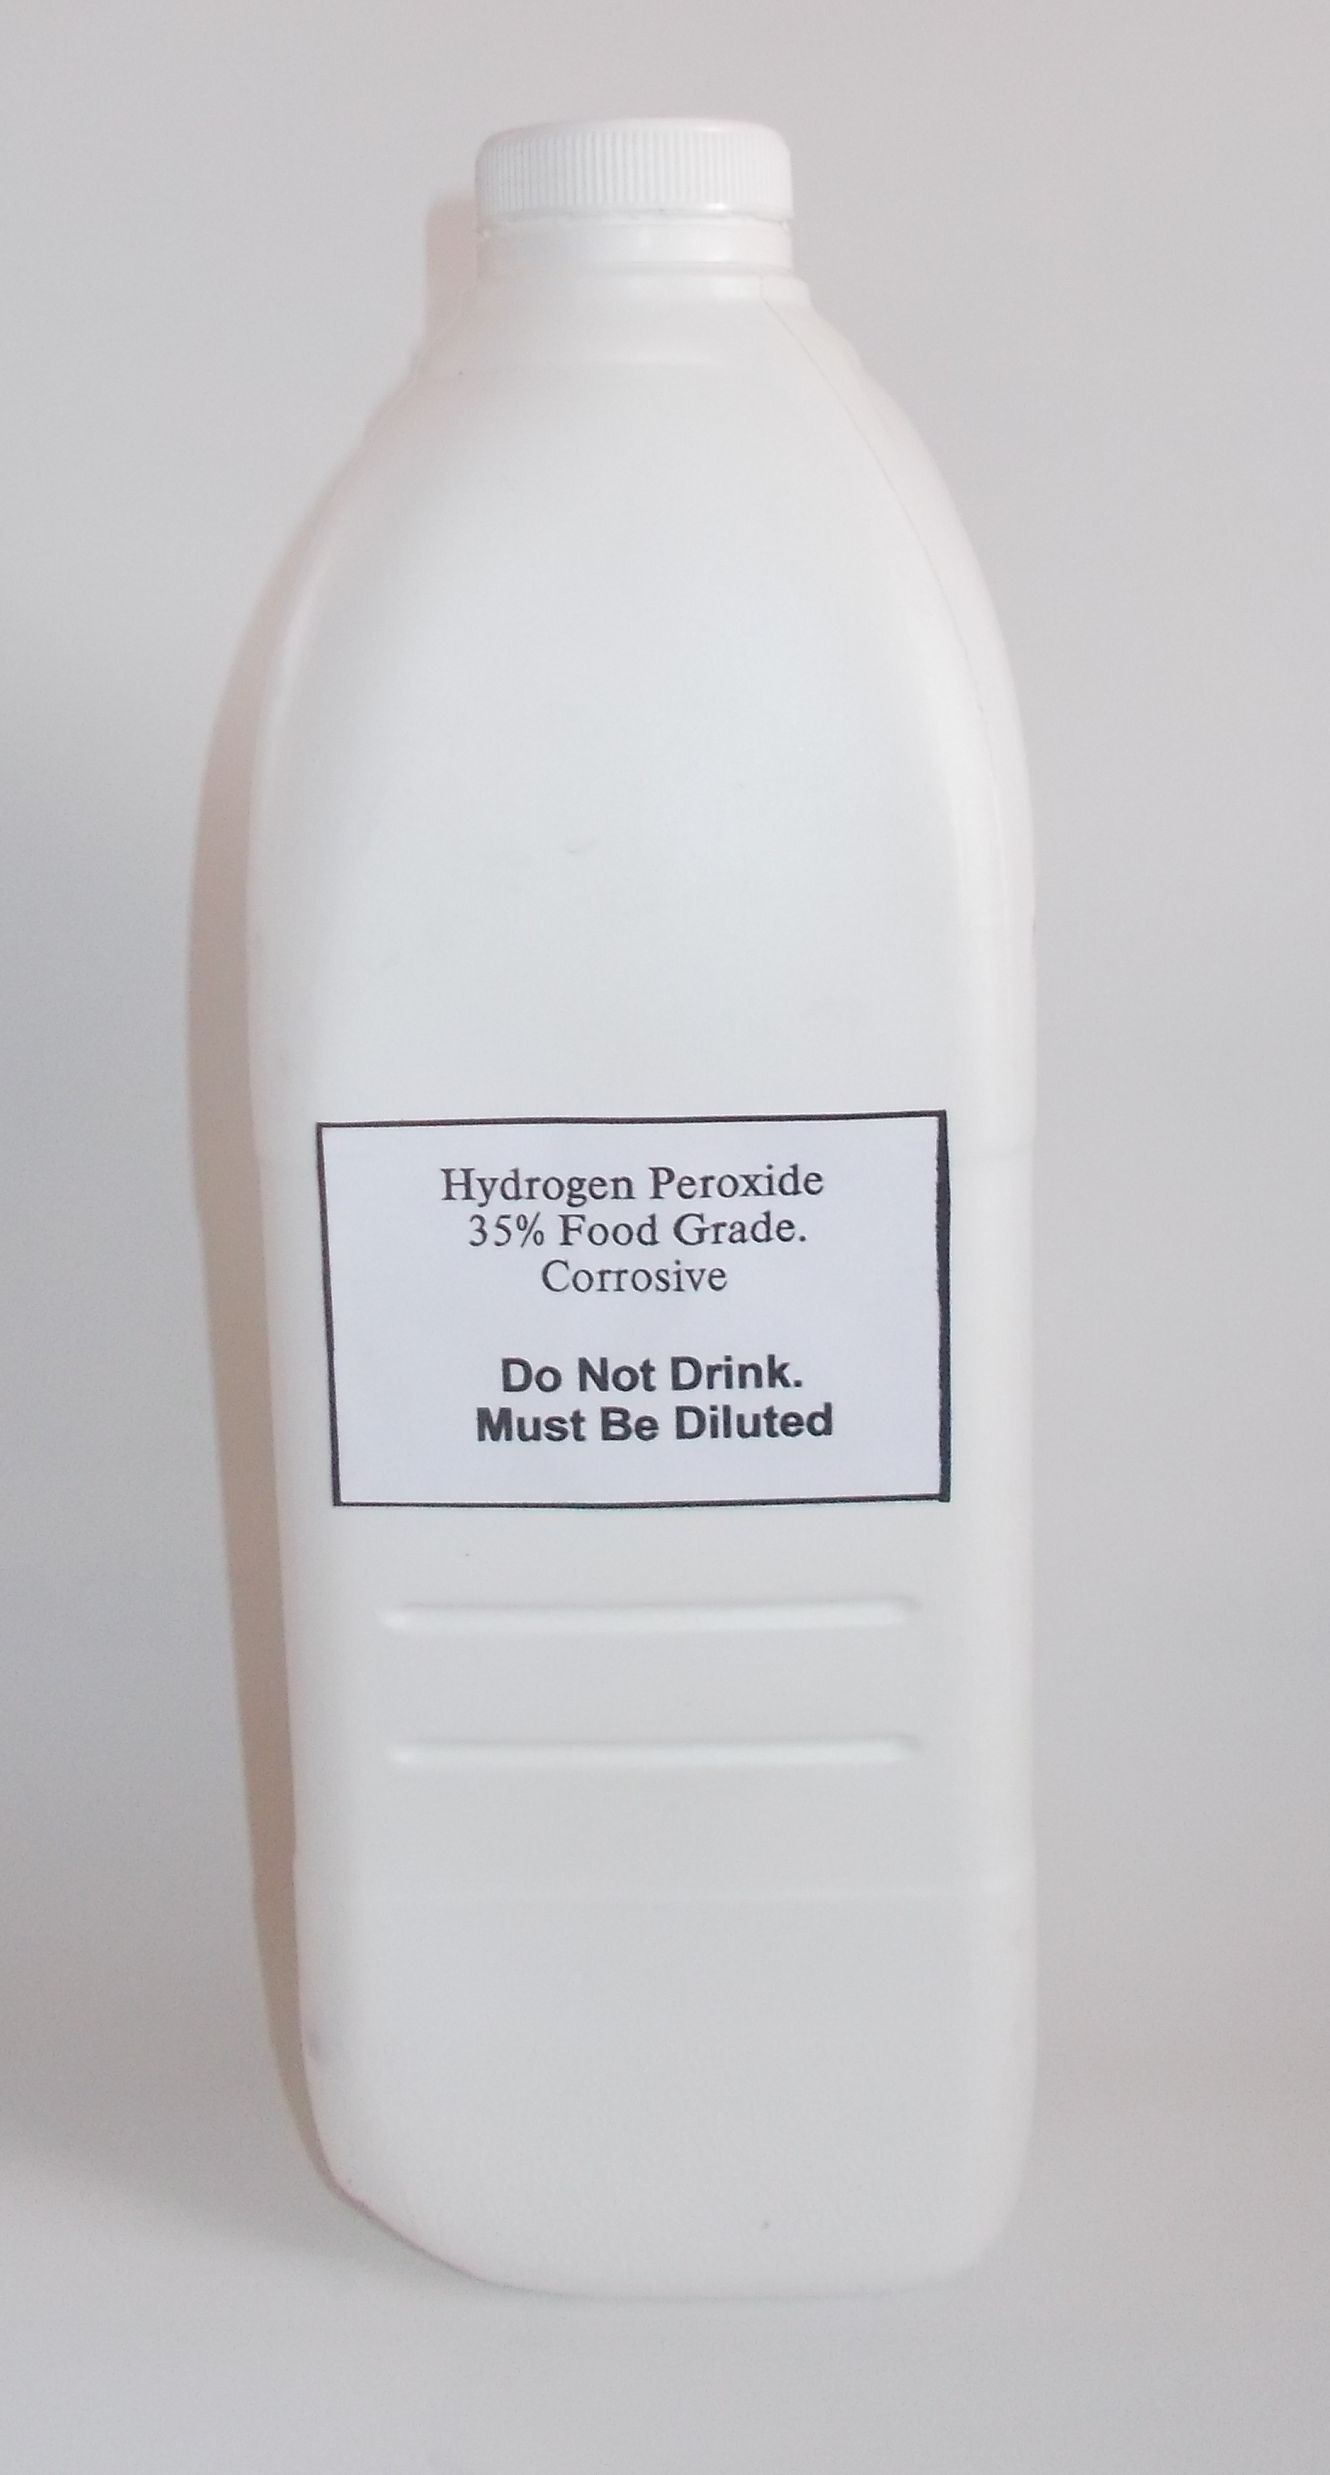 Hydrogen Peroxide
35% Food Grade.
Corrosive
Do Not Drink.
Must Be Diluted